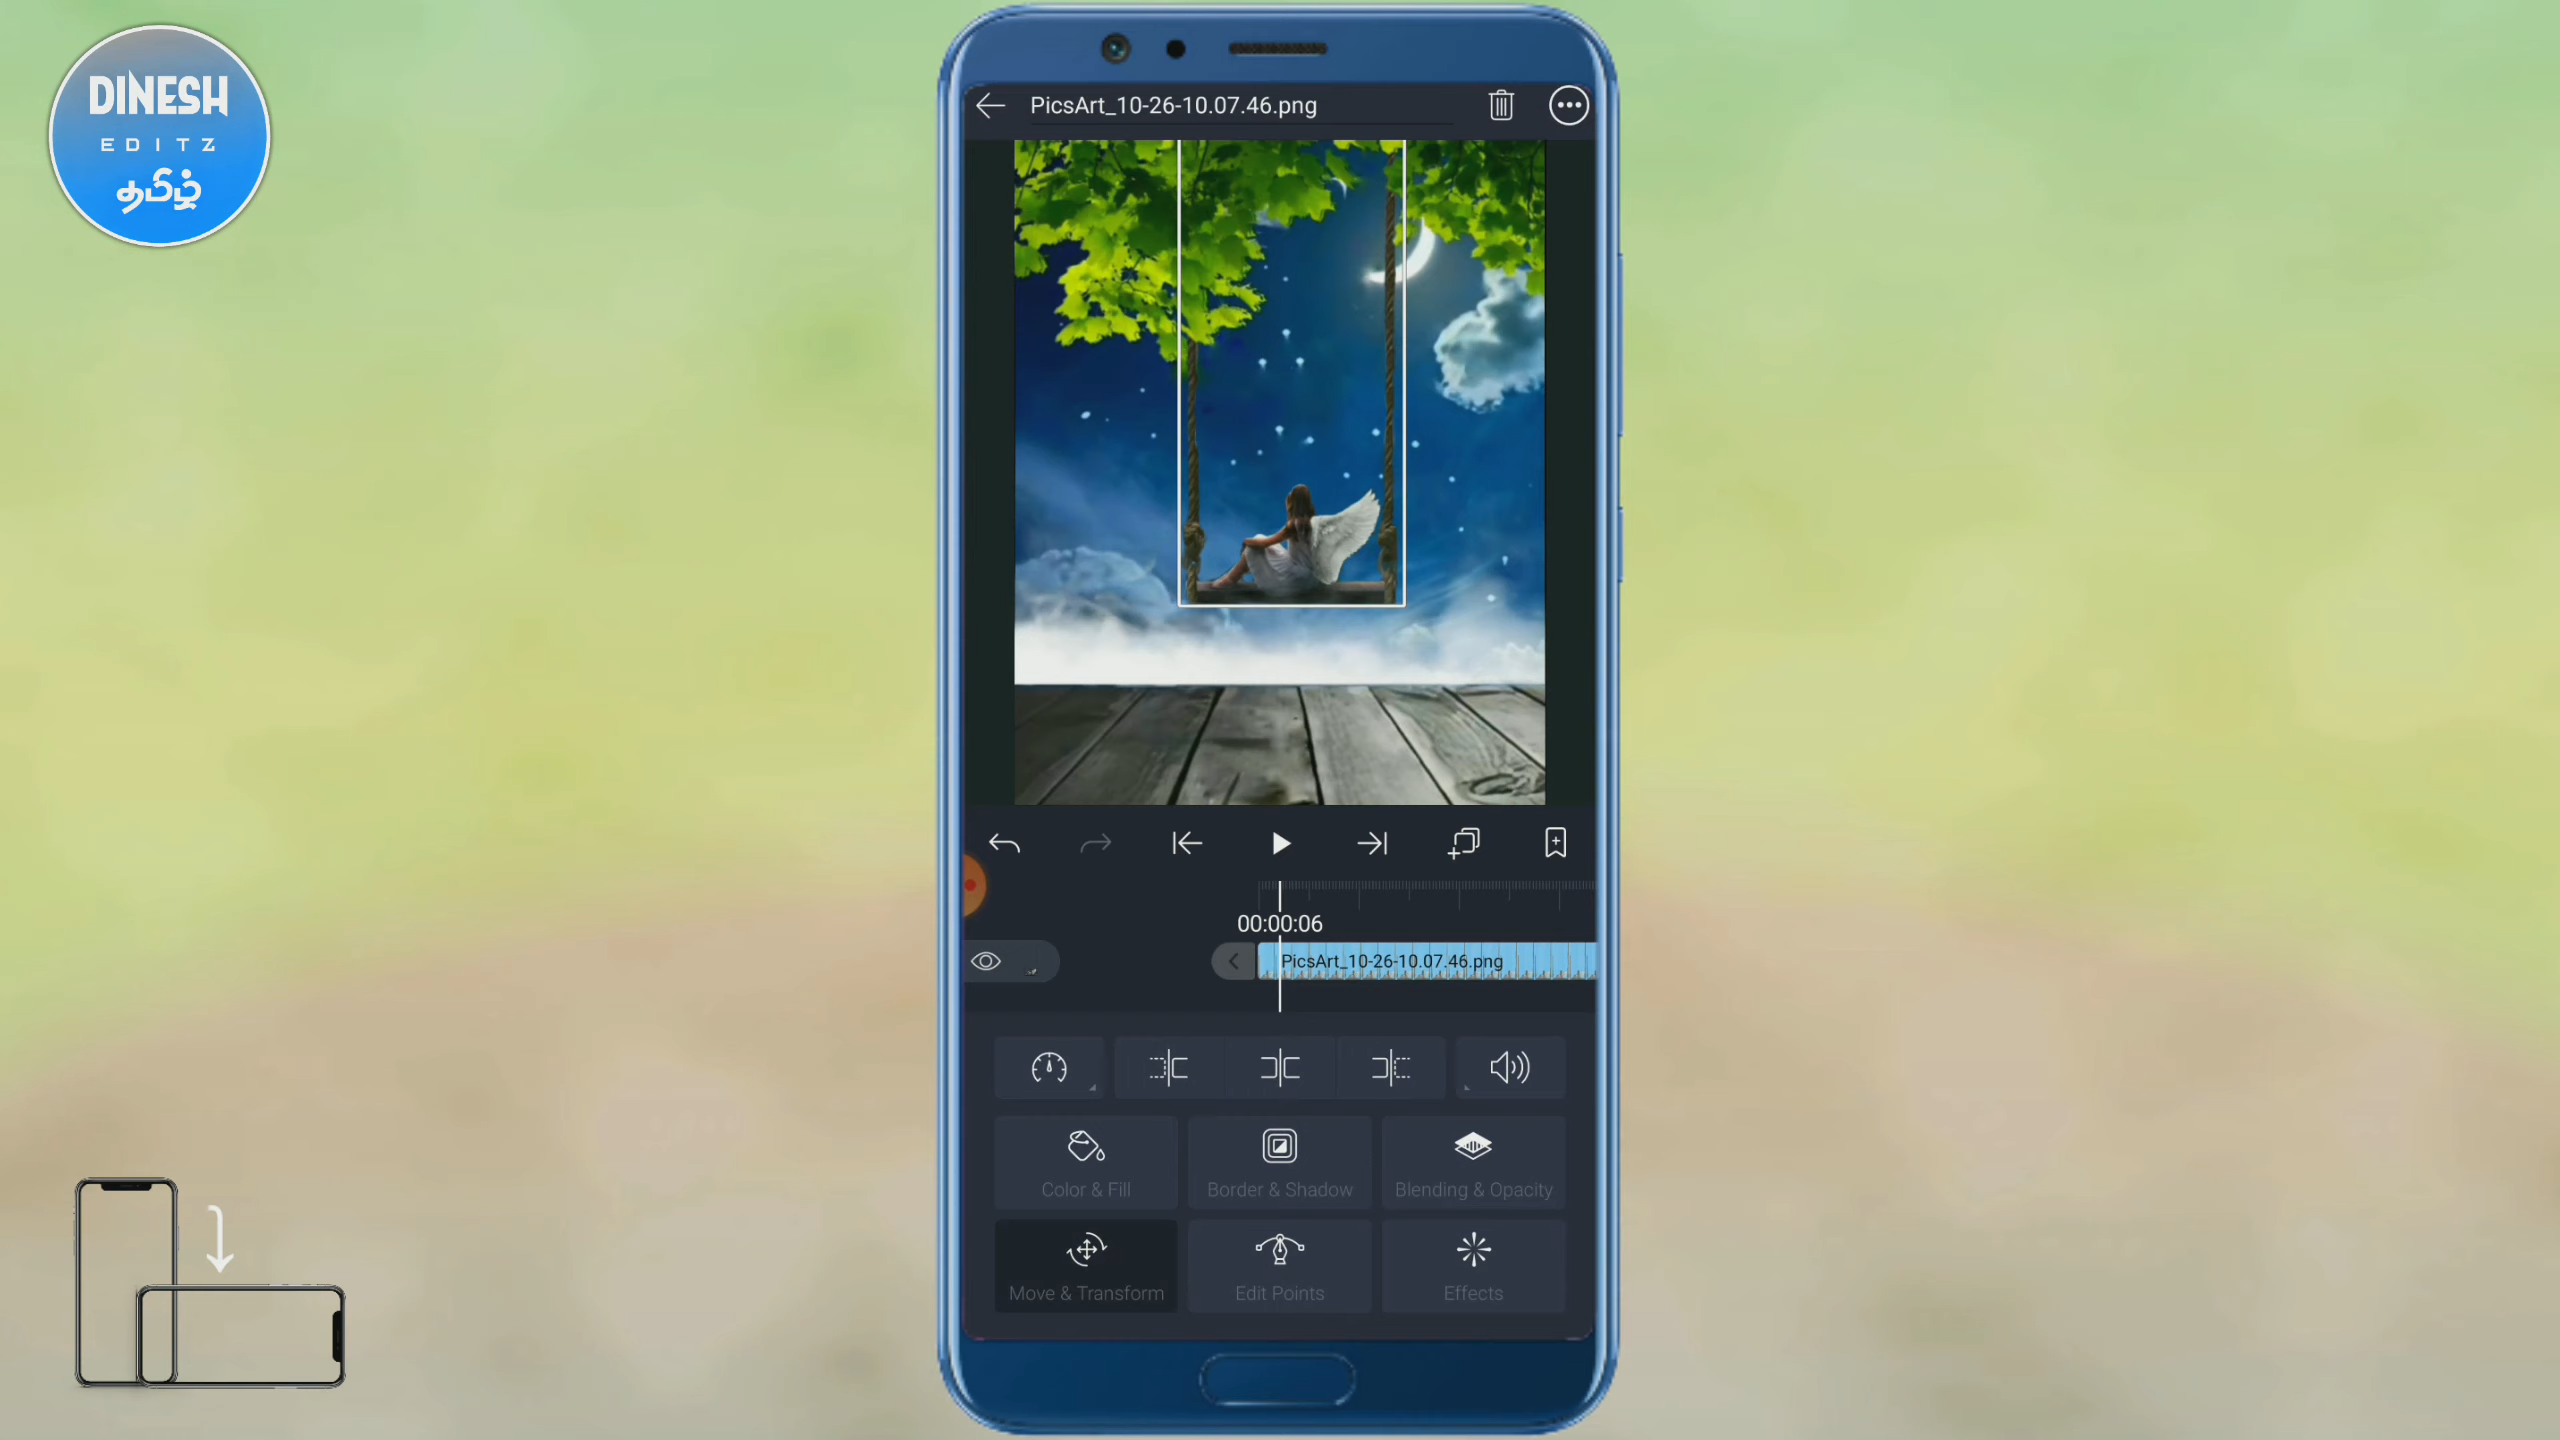 DINESH
EDITZ
தமிழ்
PicsArt_10-26-10.07.46.png
00:00:06
PicsArt_10-26-10.07.46.png
Color & Fill
Border & Shadow
Blending & Opacity
Move & Transform
Edit Points
Effects